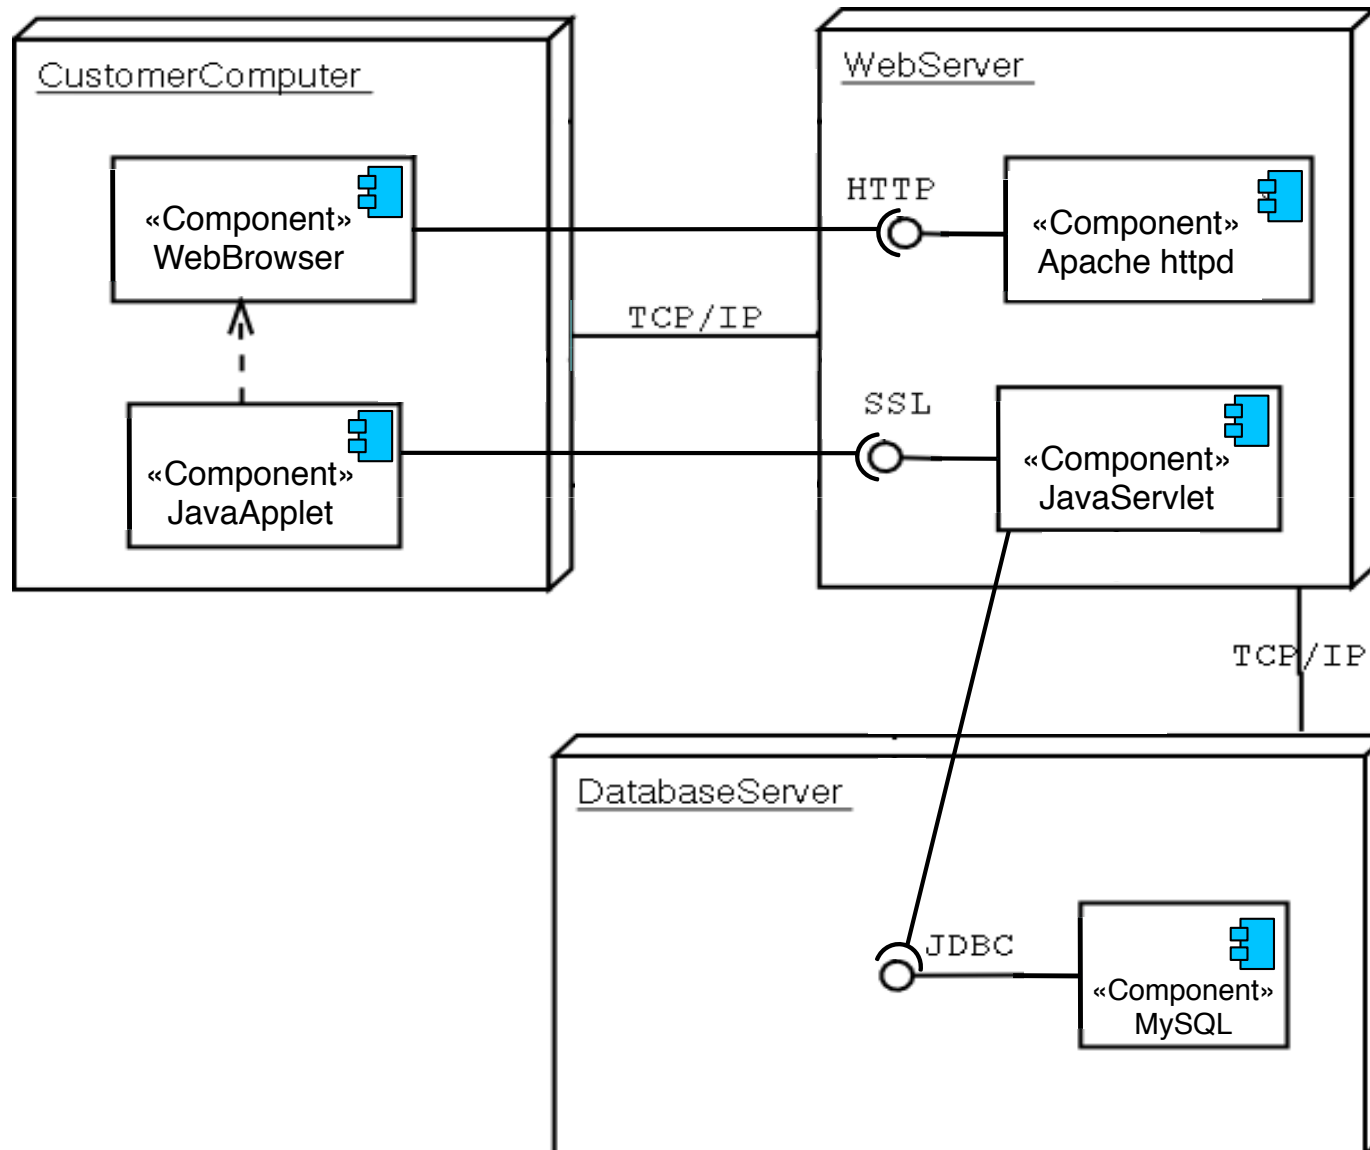 CustomerComputer
WebServer
«Component»
WebBrowser
HTTP
«Component»
Apache httpd
TCP/IP
«Component»
JavaApplet
SSL
«Component»
JavaServlet
TCP/IP
DatabaseServer
JDBC
«Component»
MySQL